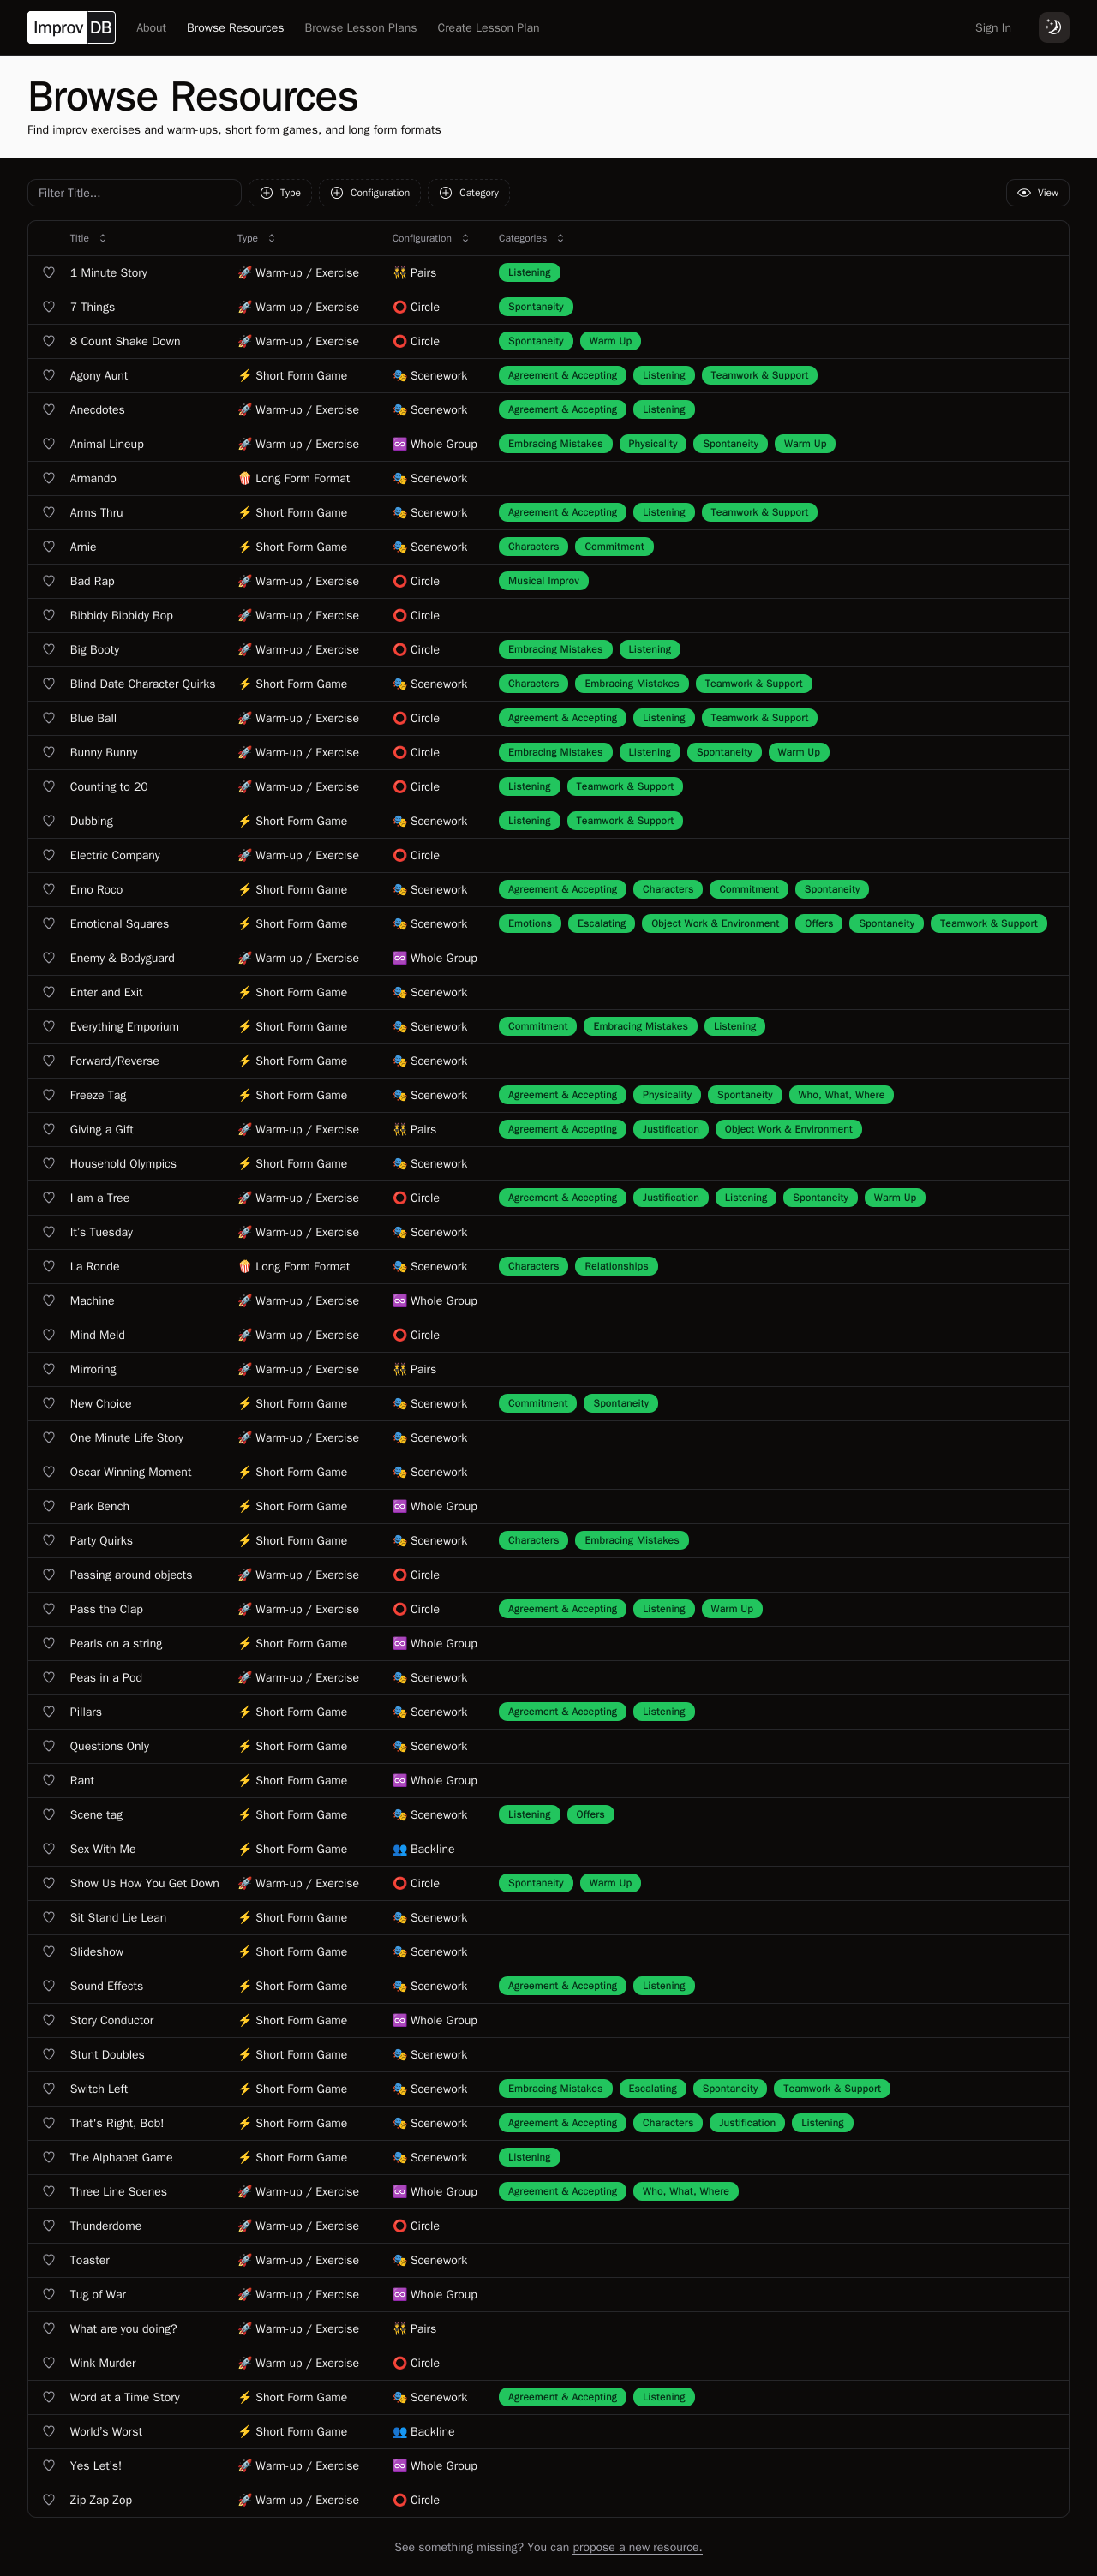 Improv DB About Browse Resources Browse Lesson Plans Create Lesson Plan Sign In
Browse Resources
Find improv exercises and warm-ups, short form games, and long form formats
Filter Title... Type Configuration Category View
Title Type Configuration Categories
1 Minute Story 🚀 Warm-up / Exercise 👯 Pairs Listening
7 Things 🚀 Warm-up / Exercise ⭕ Circle Spontaneity
8 Count Shake Down 🚀 Warm-up / Exercise ⭕ Circle Spontaneity Warm Up
Agony Aunt ⚡ Short Form Game 🎭 Scenework Agreement & Accepting Listening Teamwork & Support
Anecdotes 🚀 Warm-up / Exercise 🎭 Scenework Agreement & Accepting Listening
Animal Lineup 🚀 Warm-up / Exercise ♾️ Whole Group Embracing Mistakes Physicality Spontaneity Warm Up
Armando 🍿 Long Form Format 🎭 Scenework
Arms Thru ⚡ Short Form Game 🎭 Scenework Agreement & Accepting Listening Teamwork & Support
Arnie ⚡ Short Form Game 🎭 Scenework Characters Commitment
Bad Rap 🚀 Warm-up / Exercise ⭕ Circle Musical Improv
Bibbidy Bibbidy Bop 🚀 Warm-up / Exercise ⭕ Circle
Big Booty 🚀 Warm-up / Exercise ⭕ Circle Embracing Mistakes Listening
Blind Date Character Quirks ⚡ Short Form Game 🎭 Scenework Characters Embracing Mistakes Teamwork & Support
Blue Ball 🚀 Warm-up / Exercise ⭕ Circle Agreement & Accepting Listening Teamwork & Support
Bunny Bunny 🚀 Warm-up / Exercise ⭕ Circle Embracing Mistakes Listening Spontaneity Warm Up
Counting to 20 🚀 Warm-up / Exercise ⭕ Circle Listening Teamwork & Support
Dubbing ⚡ Short Form Game 🎭 Scenework Listening Teamwork & Support
Electric Company 🚀 Warm-up / Exercise ⭕ Circle
Emo Roco ⚡ Short Form Game 🎭 Scenework Agreement & Accepting Characters Commitment Spontaneity
Emotional Squares ⚡ Short Form Game 🎭 Scenework Emotions Escalating Object Work & Environment Offers Spontaneity Teamwork & Support
Enemy & Bodyguard 🚀 Warm-up / Exercise ♾️ Whole Group
Enter and Exit ⚡ Short Form Game 🎭 Scenework
Everything Emporium ⚡ Short Form Game 🎭 Scenework Commitment Embracing Mistakes Listening
Forward/Reverse ⚡ Short Form Game 🎭 Scenework
Freeze Tag ⚡ Short Form Game 🎭 Scenework Agreement & Accepting Physicality Spontaneity Who, What, Where
Giving a Gift 🚀 Warm-up / Exercise 👯 Pairs Agreement & Accepting Justification Object Work & Environment
Household Olympics ⚡ Short Form Game 🎭 Scenework
I am a Tree 🚀 Warm-up / Exercise ⭕ Circle Agreement & Accepting Justification Listening Spontaneity Warm Up
It's Tuesday 🚀 Warm-up / Exercise 🎭 Scenework
La Ronde 🍿 Long Form Format 🎭 Scenework Characters Relationships
Machine 🚀 Warm-up / Exercise ♾️ Whole Group
Mind Meld 🚀 Warm-up / Exercise ⭕ Circle
Mirroring 🚀 Warm-up / Exercise 👯 Pairs
New Choice ⚡ Short Form Game 🎭 Scenework Commitment Spontaneity
One Minute Life Story 🚀 Warm-up / Exercise 🎭 Scenework
Oscar Winning Moment ⚡ Short Form Game 🎭 Scenework
Park Bench ⚡ Short Form Game ♾️ Whole Group
Party Quirks ⚡ Short Form Game 🎭 Scenework Characters Embracing Mistakes
Passing around objects 🚀 Warm-up / Exercise ⭕ Circle
Pass the Clap 🚀 Warm-up / Exercise ⭕ Circle Agreement & Accepting Listening Warm Up
Pearls on a string ⚡ Short Form Game ♾️ Whole Group
Peas in a Pod 🚀 Warm-up / Exercise 🎭 Scenework
Pillars ⚡ Short Form Game 🎭 Scenework Agreement & Accepting Listening
Questions Only ⚡ Short Form Game 🎭 Scenework
Rant ⚡ Short Form Game ♾️ Whole Group
Scene tag ⚡ Short Form Game 🎭 Scenework Listening Offers
Sex With Me ⚡ Short Form Game 👥 Backline
Show Us How You Get Down 🚀 Warm-up / Exercise ⭕ Circle Spontaneity Warm Up
Sit Stand Lie Lean ⚡ Short Form Game 🎭 Scenework
Slideshow ⚡ Short Form Game 🎭 Scenework
Sound Effects ⚡ Short Form Game 🎭 Scenework Agreement & Accepting Listening
Story Conductor ⚡ Short Form Game ♾️ Whole Group
Stunt Doubles ⚡ Short Form Game 🎭 Scenework
Switch Left ⚡ Short Form Game 🎭 Scenework Embracing Mistakes Escalating Spontaneity Teamwork & Support
That's Right, Bob! ⚡ Short Form Game 🎭 Scenework Agreement & Accepting Characters Justification Listening
The Alphabet Game ⚡ Short Form Game 🎭 Scenework Listening
Three Line Scenes 🚀 Warm-up / Exercise ♾️ Whole Group Agreement & Accepting Who, What, Where
Thunderdome 🚀 Warm-up / Exercise ⭕ Circle
Toaster 🚀 Warm-up / Exercise 🎭 Scenework
Tug of War 🚀 Warm-up / Exercise ♾️ Whole Group
What are you doing? 🚀 Warm-up / Exercise 👯 Pairs
Wink Murder 🚀 Warm-up / Exercise ⭕ Circle
Word at a Time Story ⚡ Short Form Game 🎭 Scenework Agreement & Accepting Listening
World's Worst ⚡ Short Form Game 👥 Backline
Yes Let's! 🚀 Warm-up / Exercise ♾️ Whole Group
Zip Zap Zop 🚀 Warm-up / Exercise ⭕ Circle
See something missing? You can propose a new resource.